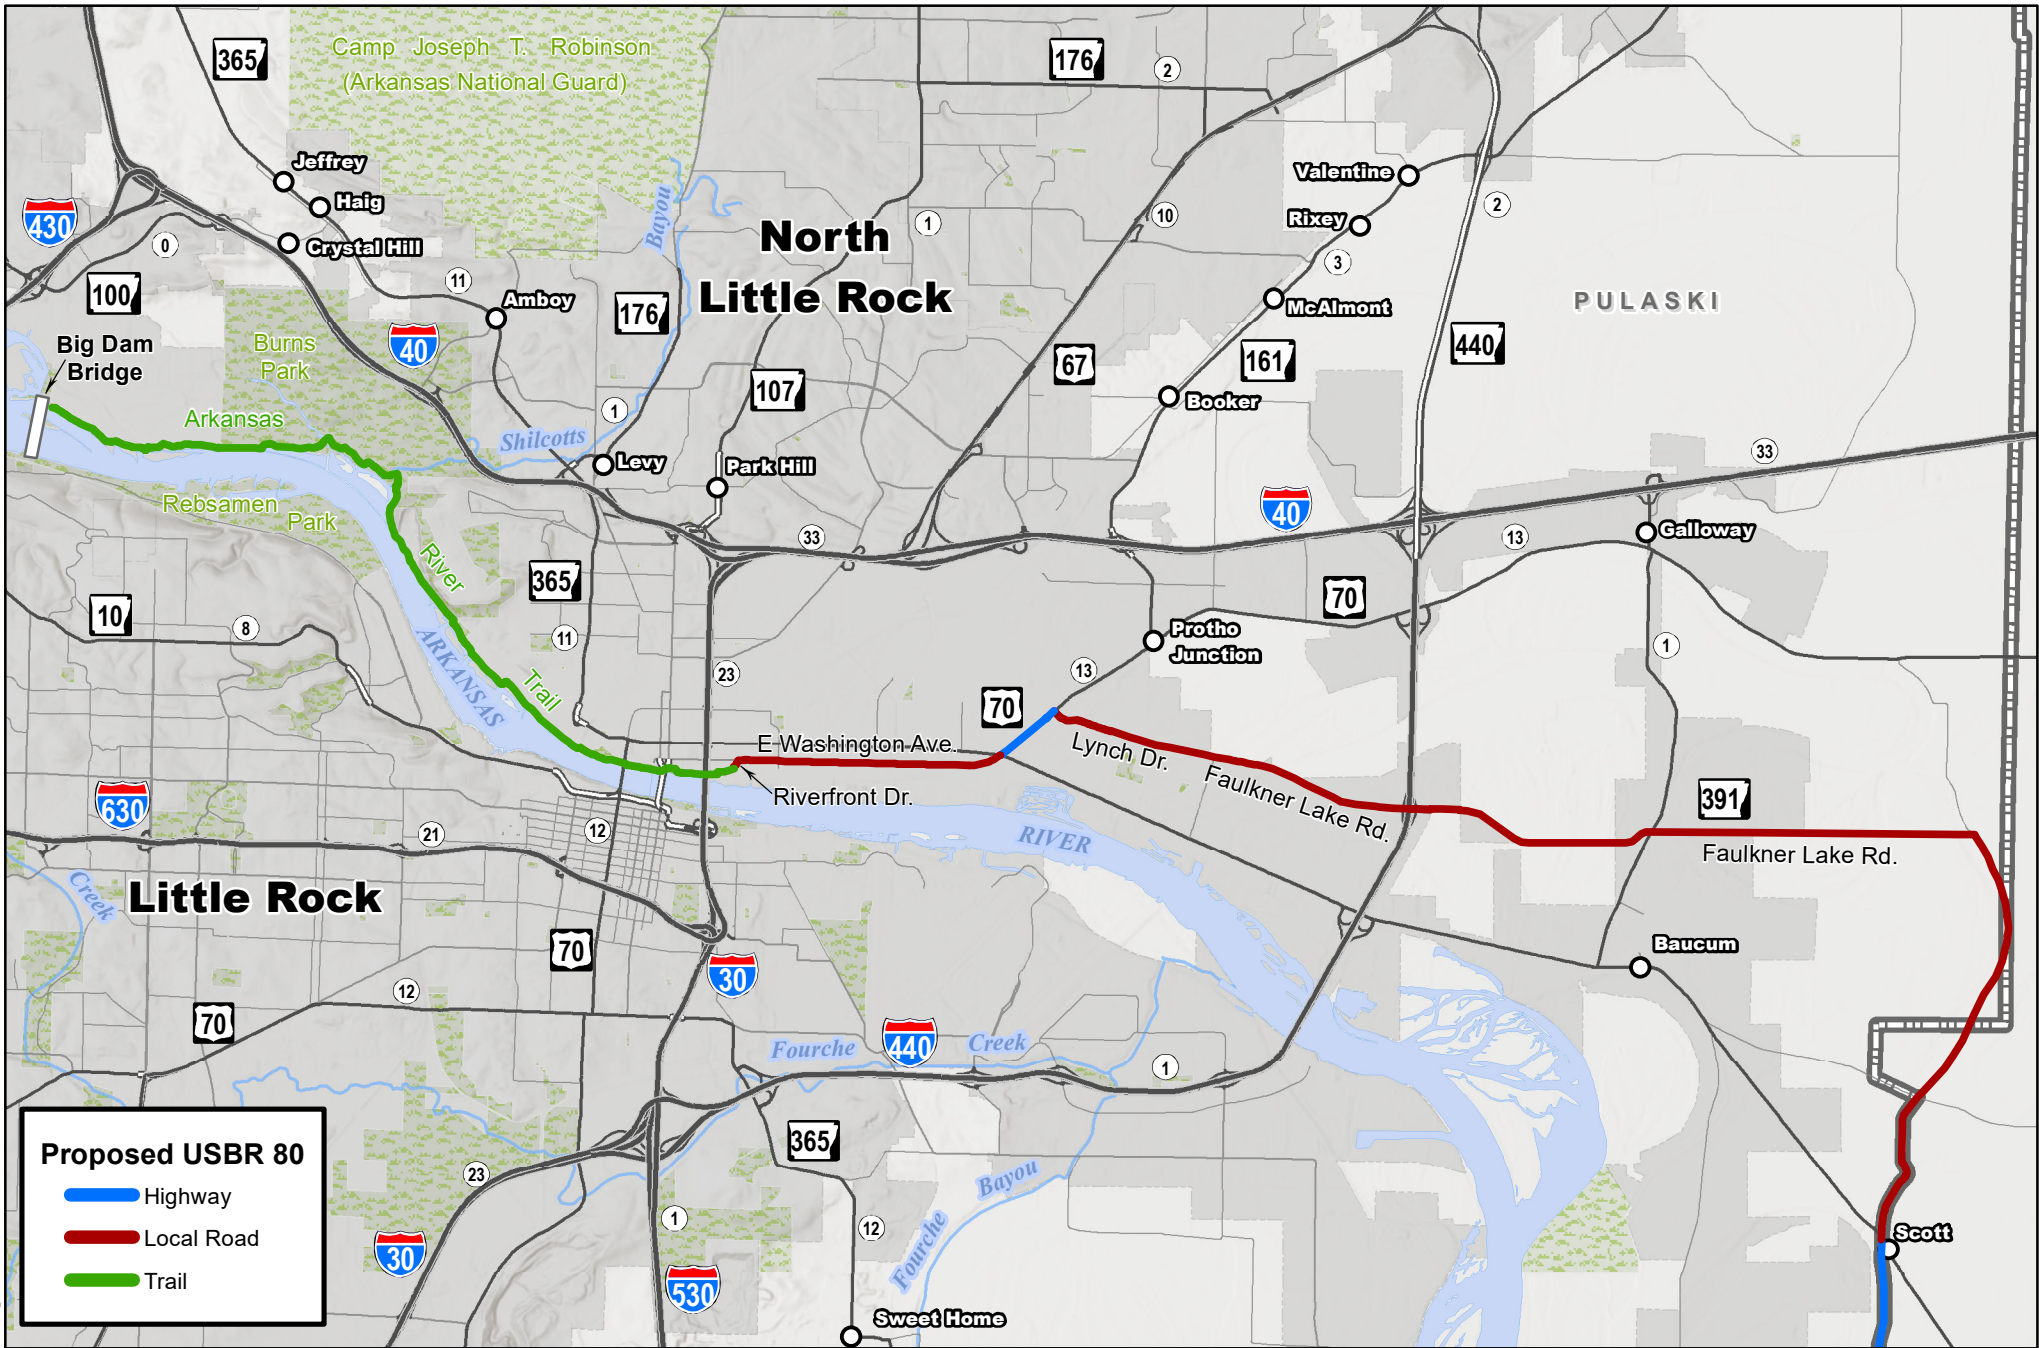 Camp Joseph T. Robinson
(Arkansas National Guard)
365
176
2
Jeffrey
Haig
Crystal Hill
430
0
100
11
Amboy
176
Bayou
North
Little Rock
1
10
Valentine
Rixey
2
3
McAlmont
PULASKI
Big Dam
Bridge
Burns
Park
40
107
67
161
440
Booker
Arkansas
1
Shilcotts
Levy
Park Hill
33
Rebsamen
Park
40
33
13
Galloway
River
365
70
10
8
11
ARKANSAS
Trail
23
Protho
Junction
13
1
70
E Washington Ave.
Lynch Dr.
Faulkner Lake Rd.
Riverfront Dr.
391
630
21
12
RIVER
Faulkner Lake Rd.
Creek
Little Rock
70
30
Baucum
12
70
Fourche
440
Creek
1
Proposed USBR 80
Highway
Local Road
Trail
23
365
Bayou
Fourche
30
1
12
530
Scott
Sweet Home